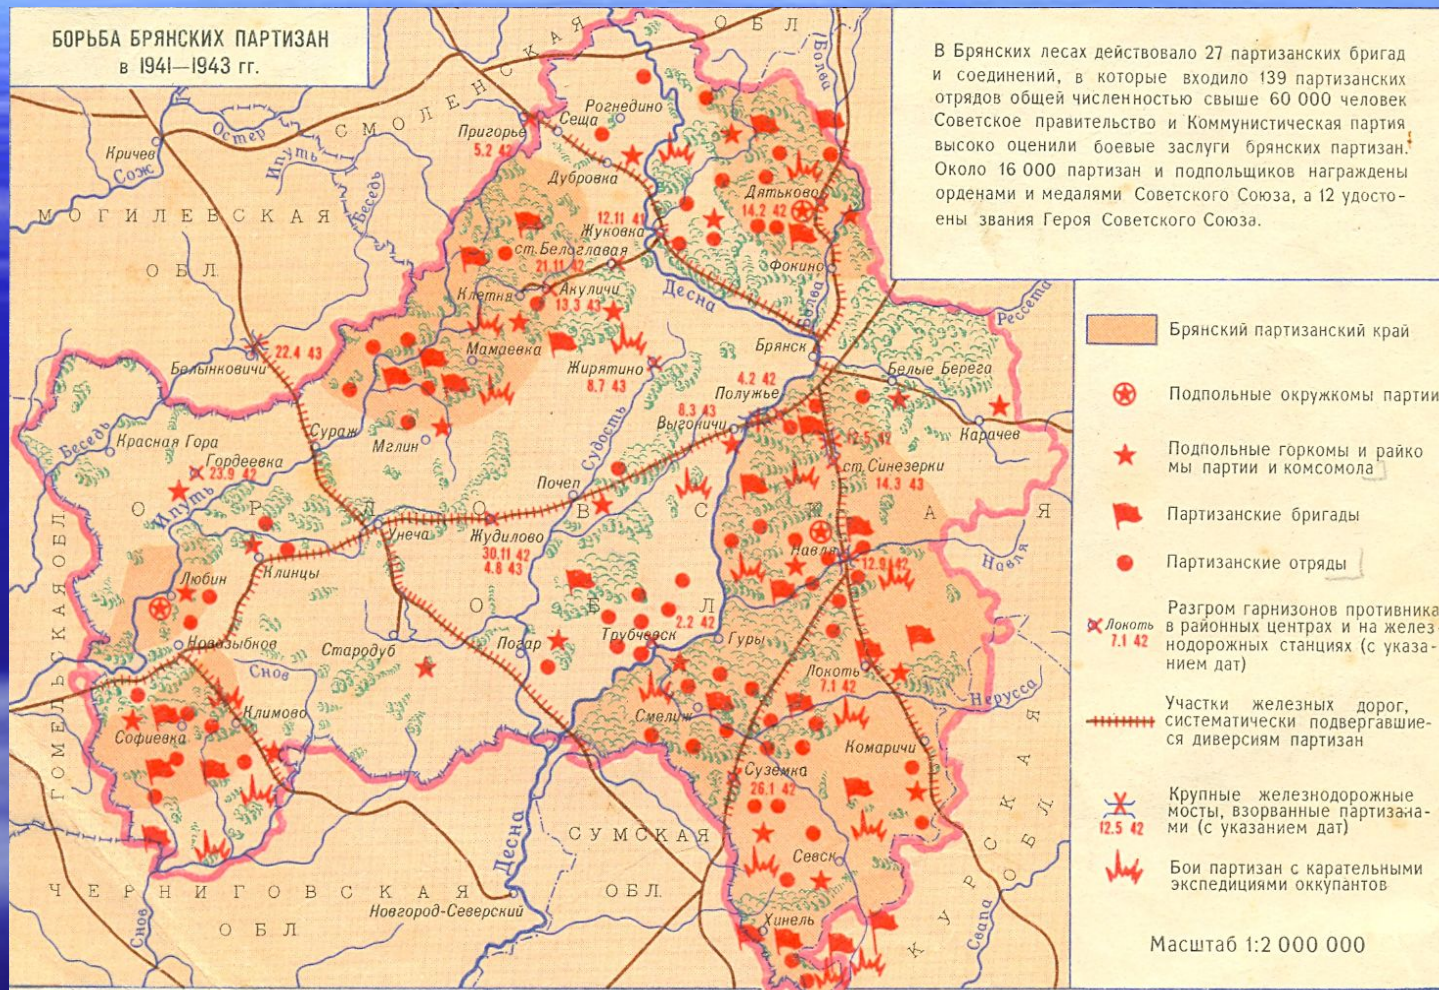 БОРЬБА БРЯНСКИХ ПАРТИЗАН
в 1941—1943 гг.
В Брянских лесах действовало 27 партизанских бригад
и соединений, в которые входило 139 партизанских
отрядов общей численностью свыше 60 000 человек
Советское правительство и Коммунистическая партия
высоко оценили боевые заслуги брянских партизан.
Около 16 000 партизан и подпольщиков награждены
орденами и медалями Советского Союза, а 12 удосто-
ены звания Героя Советского Союза.
Брянский партизанский край
Подпольные окружкомы партии
Подпольные горкомы и райко
мы партии и комсомола
Партизанские бригады
Партизанские отряды
Разгром гарнизонов противника
Локоть в районных центрах и на желез-
7.1 42 нодорожных станциях (с указа-
нием дат)
Участки железных дорог,
систематически подвергавшие-
ся диверсиям партизан
Крупные железнодорожные
мосты, взорванные партизана-
12.5 42 ми (с указанием дат)
Бои партизан с карательными
экспедициями оккупантов
Масштаб 1:2 000 000
СМОЛЕНСКАЯ ОБЛ
МОГИЛЕВСКАЯ
ОБЛ
ГОМЕЛЬСКАЯ ОБЛ
ОРЛОВСКАЯ
ОБЛ
ЧЕРНИГОВСКАЯ
ОБЛ
СУМСКАЯ
ОБЛ
КУРСКАЯ
ОБЛ
Кричев
Сож
Остер
Ипуть
Беседь
Болва
Рогнедино
Сеща
Пригорье
5.2 42
Дубровка
Дятьково
14.2 42
12.11 41
Жуковка
ст. Белоглавая
21.11 42
Фокино
Клетня
Акуличи
13.3 43
Десна
Болва
Рессета
22.4 43
Белынковичи
Мамаевка
Жирятино
8.7 43
Брянск
Белые Берега
4.2 42
Полужье
8.3 43
Выгоничи
Карачев
Беседь
Красная Гора
Сураж
Мглин
Судость
12.5 42
Гордеевка
23.9 42
ст. Синезерки
14.3 43
Ипуть
Почеп
Унеча
Жудилово
30.11 42
4.8 43
Навля
Навля
12.9 42
Клинцы
Любин
2.2 42
Новозыбков
Стародуб
Погар
Трубчевск
Гуры
Снов
Локоть
7.1 42
Нерусса
Софиевка
Климово
Смелиж
Комаричи
Суземка
26.1 42
Десна
Севск
Снов
Новгород-Северский
Хинель
Свапа